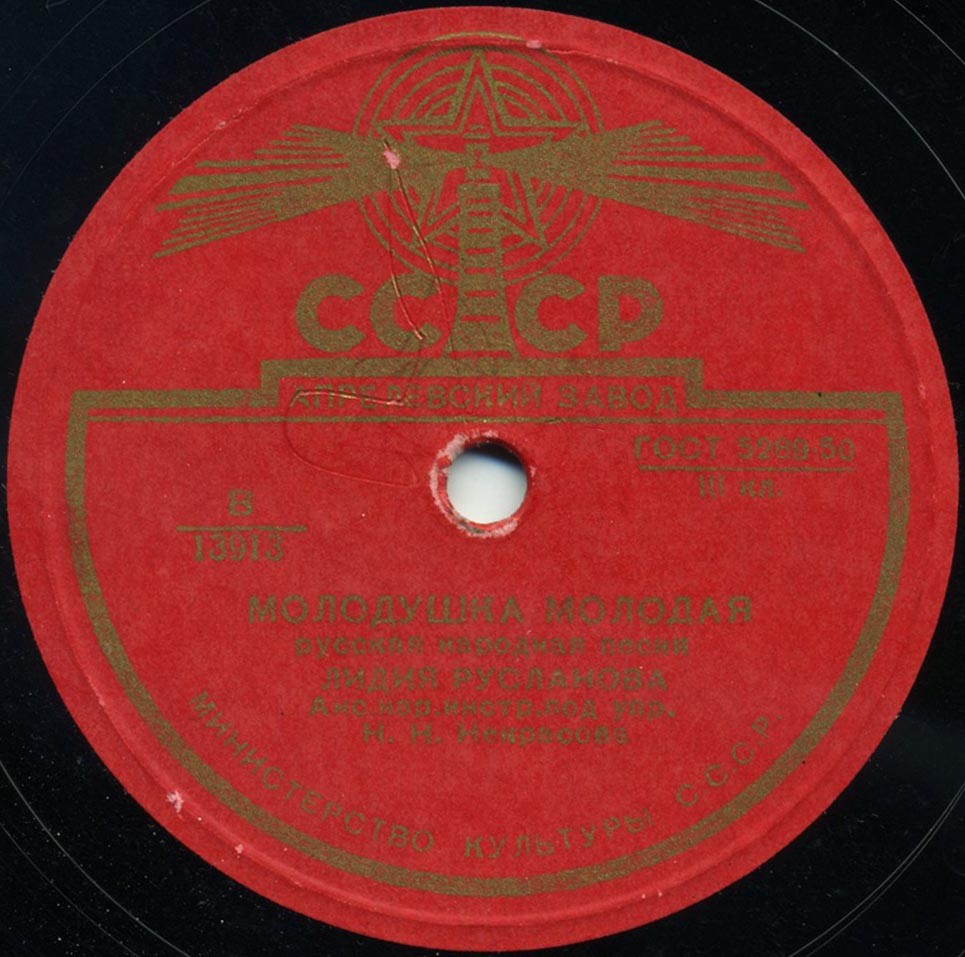 СССР
АПРЕЛЕВСКИЙ ЗАВОД
ГОСТ 5289-50
III кл.
В
13913
МОЛОДУШКА МОЛОДАЯ
русская народная песня
ЛИДИЯ РУСЛАНОВА
Анс.нар.инстр.под упр.
Н. Н. Некрасова
МИНИСТЕРСТВО КУЛЬТУРЫ С.С.С.Р.